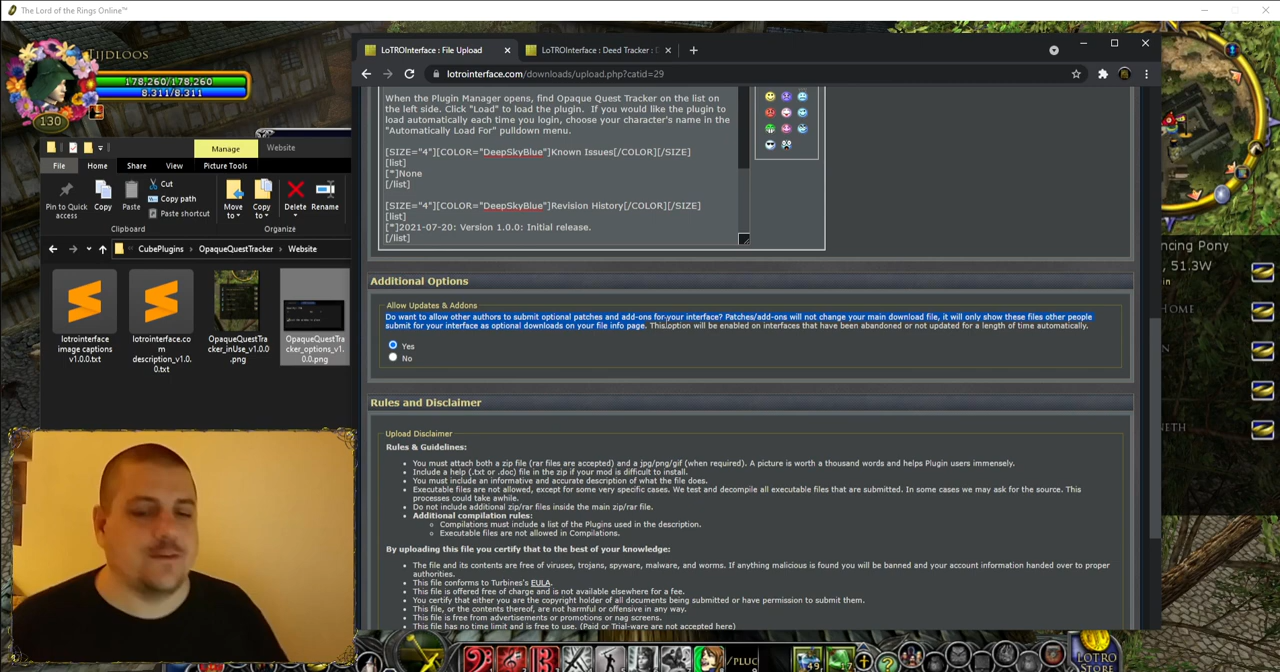 The Lord of the Rings Online™
TIJDLOOS
178,260/178,260
8,311/8,311
130
LoTROInterface : File Upload
LoTROInterface : Deed Tracker :
lotrointerface.com/downloads/upload.php?catid=29
When the Plugin Manager opens, find Opaque Quest Tracker on the list on
the left side. Click "Load" to load the plugin.  If you would like the plugin to
load automatically each time you login, choose your character's name in the
"Automatically Load For" pulldown menu.
[SIZE="4"][COLOR="DeepSkyBlue"]Known Issues[/COLOR][/SIZE]
[list]
[*]None
[/list]
[SIZE="4"][COLOR="DeepSkyBlue"]Revision History[/COLOR][/SIZE]
[list]
[*]2021-07-20: Version 1.0.0: Initial release.
[/list]
Manage
Website
File
Home
Share
View
Picture Tools
Pin to Quick
access
Copy
Paste
Cut
Copy path
Paste shortcut
Move
to
Copy
to
Delete
Rename
Clipboard
Organize
CubePlugins
OpaqueQuestTracker
Website
lotrointerface
image captions
v1.0.0.txt
lotrointerface.co
m
description_v1.0.
0.txt
OpaqueQuestTra
cker_inUse_v1.0.0
.png
OpaqueQuestTra
cker_options_v1.
0.0.png
Additional Options
Allow Updates & Addons
Do want to allow other authors to submit optional patches and add-ons for your interface? Patches/add-ons will not change your main download file, it will only show these files other people
submit for your interface as optional downloads on your file info page. This option will be enabled on interfaces that have been abandoned or not updated for a length of time automatically.
Yes
No
Rules and Disclaimer
Upload Disclaimer
Rules & Guidelines:
You must attach both a zip file (rar files are accepted) and a jpg/png/gif (when required). A picture is worth a thousand words and helps Plugin users immensely.
Include a help (.txt or .doc) file in the zip if your mod is difficult to install.
You must include an informative and accurate description of what the file does.
Executable files are not allowed, except for some very specific cases. We test and decompile all executable files that are submitted. In some cases we may ask for the source. This
processes could take awhile.
Do not include additional zip/rar files inside the main zip/rar file.
Additional compilation rules:
Compilations must include a list of the Plugins used in the description.
Executable files are not allowed in Compilations.
By uploading this file you certify that to the best of your knowledge:
The file and its contents are free of viruses, trojans, spyware, malware, and worms. If anything malicious is found you will be banned and your account information handed over to proper
authorities.
This file conforms to Turbines's EULA.
This file is offered free of charge and is not available elsewhere for a fee.
You certify that either you are the copyright holder of all documents being submitted or have permission to submit them.
This file, or the contents thereof, are not harmful or offensive in any way.
This file is free from advertisements or promotions or nag screens.
This file has no time limit and is free to use. (Paid or Trial-ware are not accepted here)
ncing Pony
, 51.3W
in
HOME
N
NETH
/PLUC
49
17
LOTRO
STORE